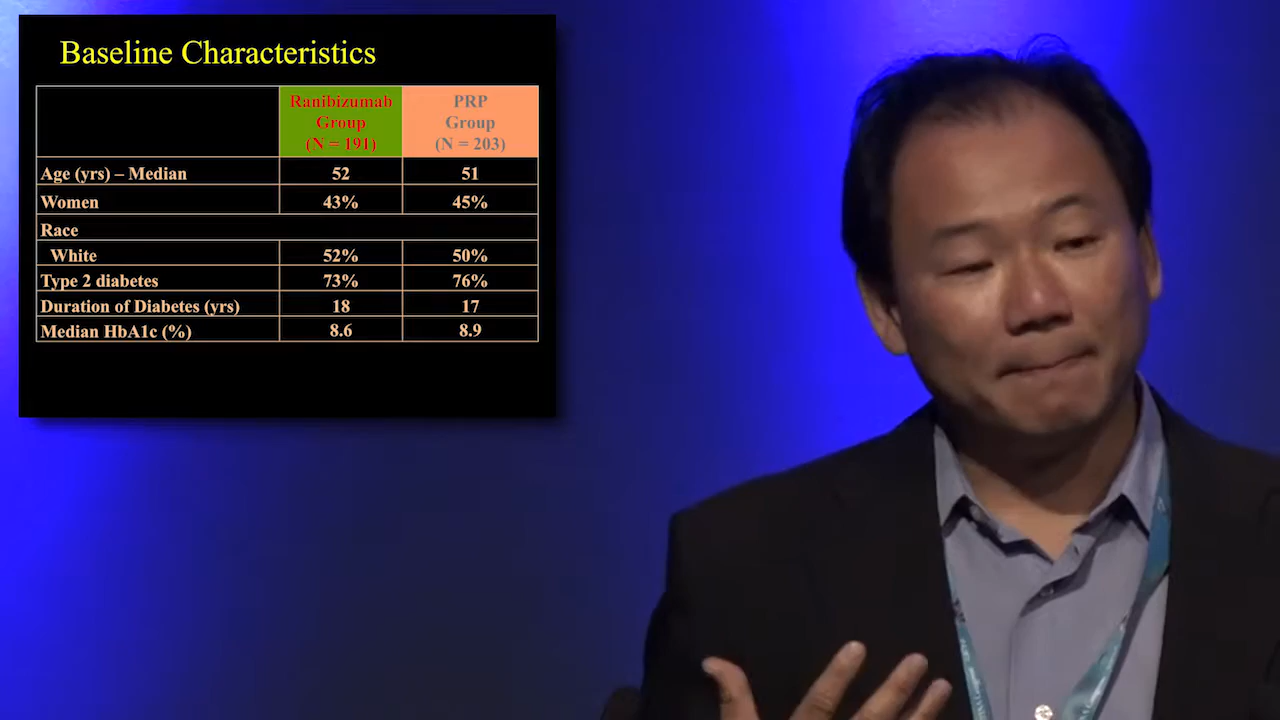 Baseline Characteristics
Ranibizumab
Group
(N = 191)
PRP
Group
(N = 203)
Age (yrs) – Median 52 51
Women 43% 45%
Race
White 52% 50%
Type 2 diabetes 73% 76%
Duration of Diabetes (yrs) 18 17
Median HbA1c (%) 8.6 8.9